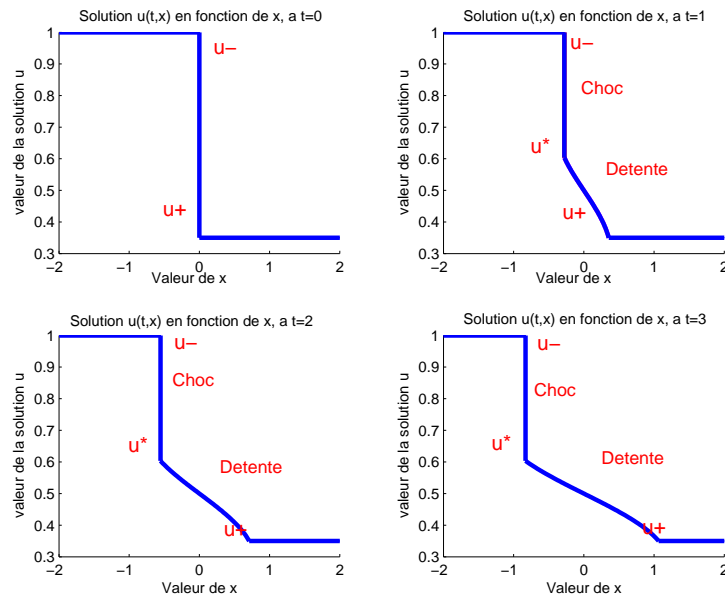 Solution u(t,x) en fonction de x, a t=0
valeur de la solution u
1
0.9
0.8
0.7
0.6
0.5
0.4
0.3
−2
−1
0
1
2
Valeur de x
u−
u+
Solution u(t,x) en fonction de x, a t=1
valeur de la solution u
1
0.9
0.8
0.7
0.6
0.5
0.4
0.3
−2
−1
0
1
2
Valeur de x
u−
Choc
u*
Detente
u+
Solution u(t,x) en fonction de x, a t=2
valeur de la solution u
1
0.9
0.8
0.7
0.6
0.5
0.4
0.3
−2
−1
0
1
2
Valeur de x
u−
Choc
u*
Detente
u+
Solution u(t,x) en fonction de x, a t=3
valeur de la solution u
1
0.9
0.8
0.7
0.6
0.5
0.4
0.3
−2
−1
0
1
2
Valeur de x
u−
Choc
u*
Detente
u+